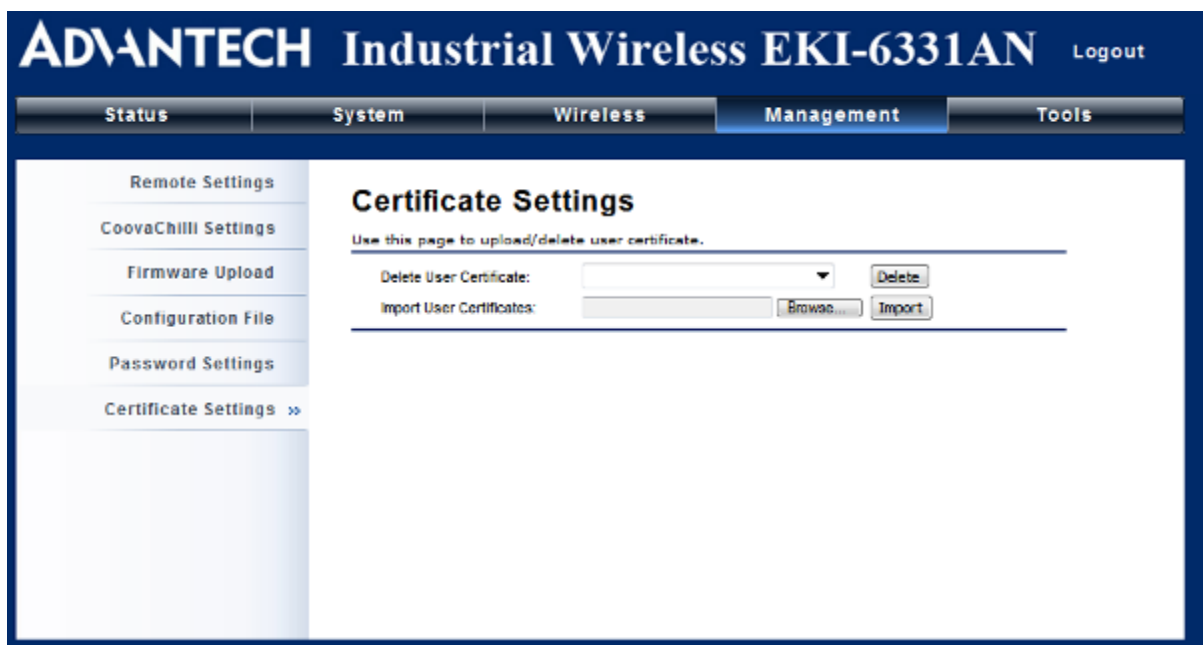 ADVANTECH Industrial Wireless EKI-6331AN Logout
Status System Wireless Management Tools
Remote Settings
CoovaChilli Settings
Firmware Upload
Configuration File
Password Settings
Certificate Settings »
Certificate Settings
Use this page to upload/delete user certificate.
Delete User Certificate: Delete
Import User Certificates: Browse... Import